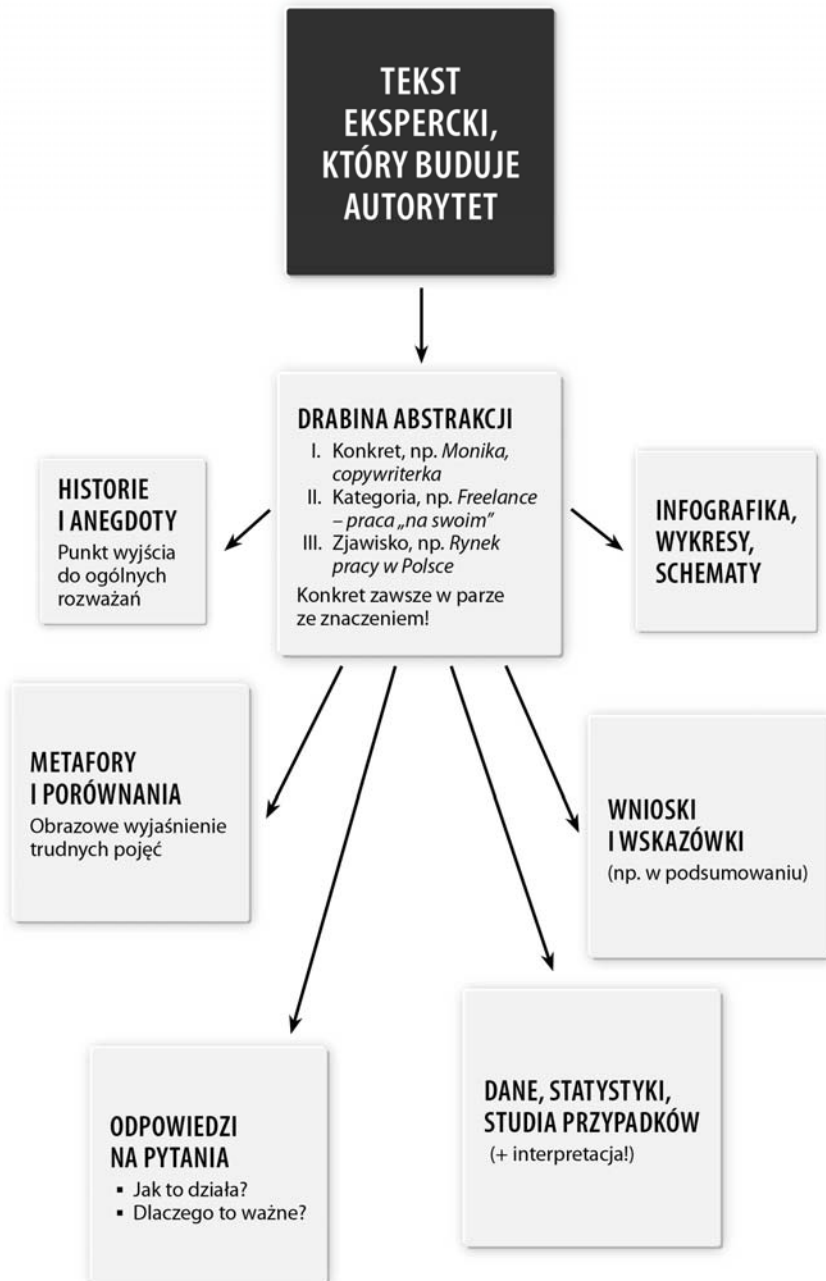 TEKST
EKSPERCKI,
KTÓRY BUDUJE
AUTORYTET
DRABINA ABSTRAKCJI
I. Konkret, np. Monika,
copywriterka
II. Kategoria, np. Freelance
– praca „na swoim”
III. Zjawisko, np. Rynek
pracy w Polsce
Konkret zawsze w parze
ze znaczeniem!
HISTORIE
I ANEGDOTY
Punkt wyjścia
do ogólnych
rozważań
INFOGRAFIKA,
WYKRESY,
SCHEMATY
METAFORY
I PORÓWNANIA
Obrazowe wyjaśnienie
trudnych pojęć
WNIOSKI
I WSKAZÓWKI
(np. w podsumowaniu)
ODPOWIEDZI
NA PYTANIA
▪ Jak to działa?
▪ Dlaczego to ważne?
DANE, STATYSTYKI,
STUDIA PRZYPADKÓW
(+ interpretacja!)